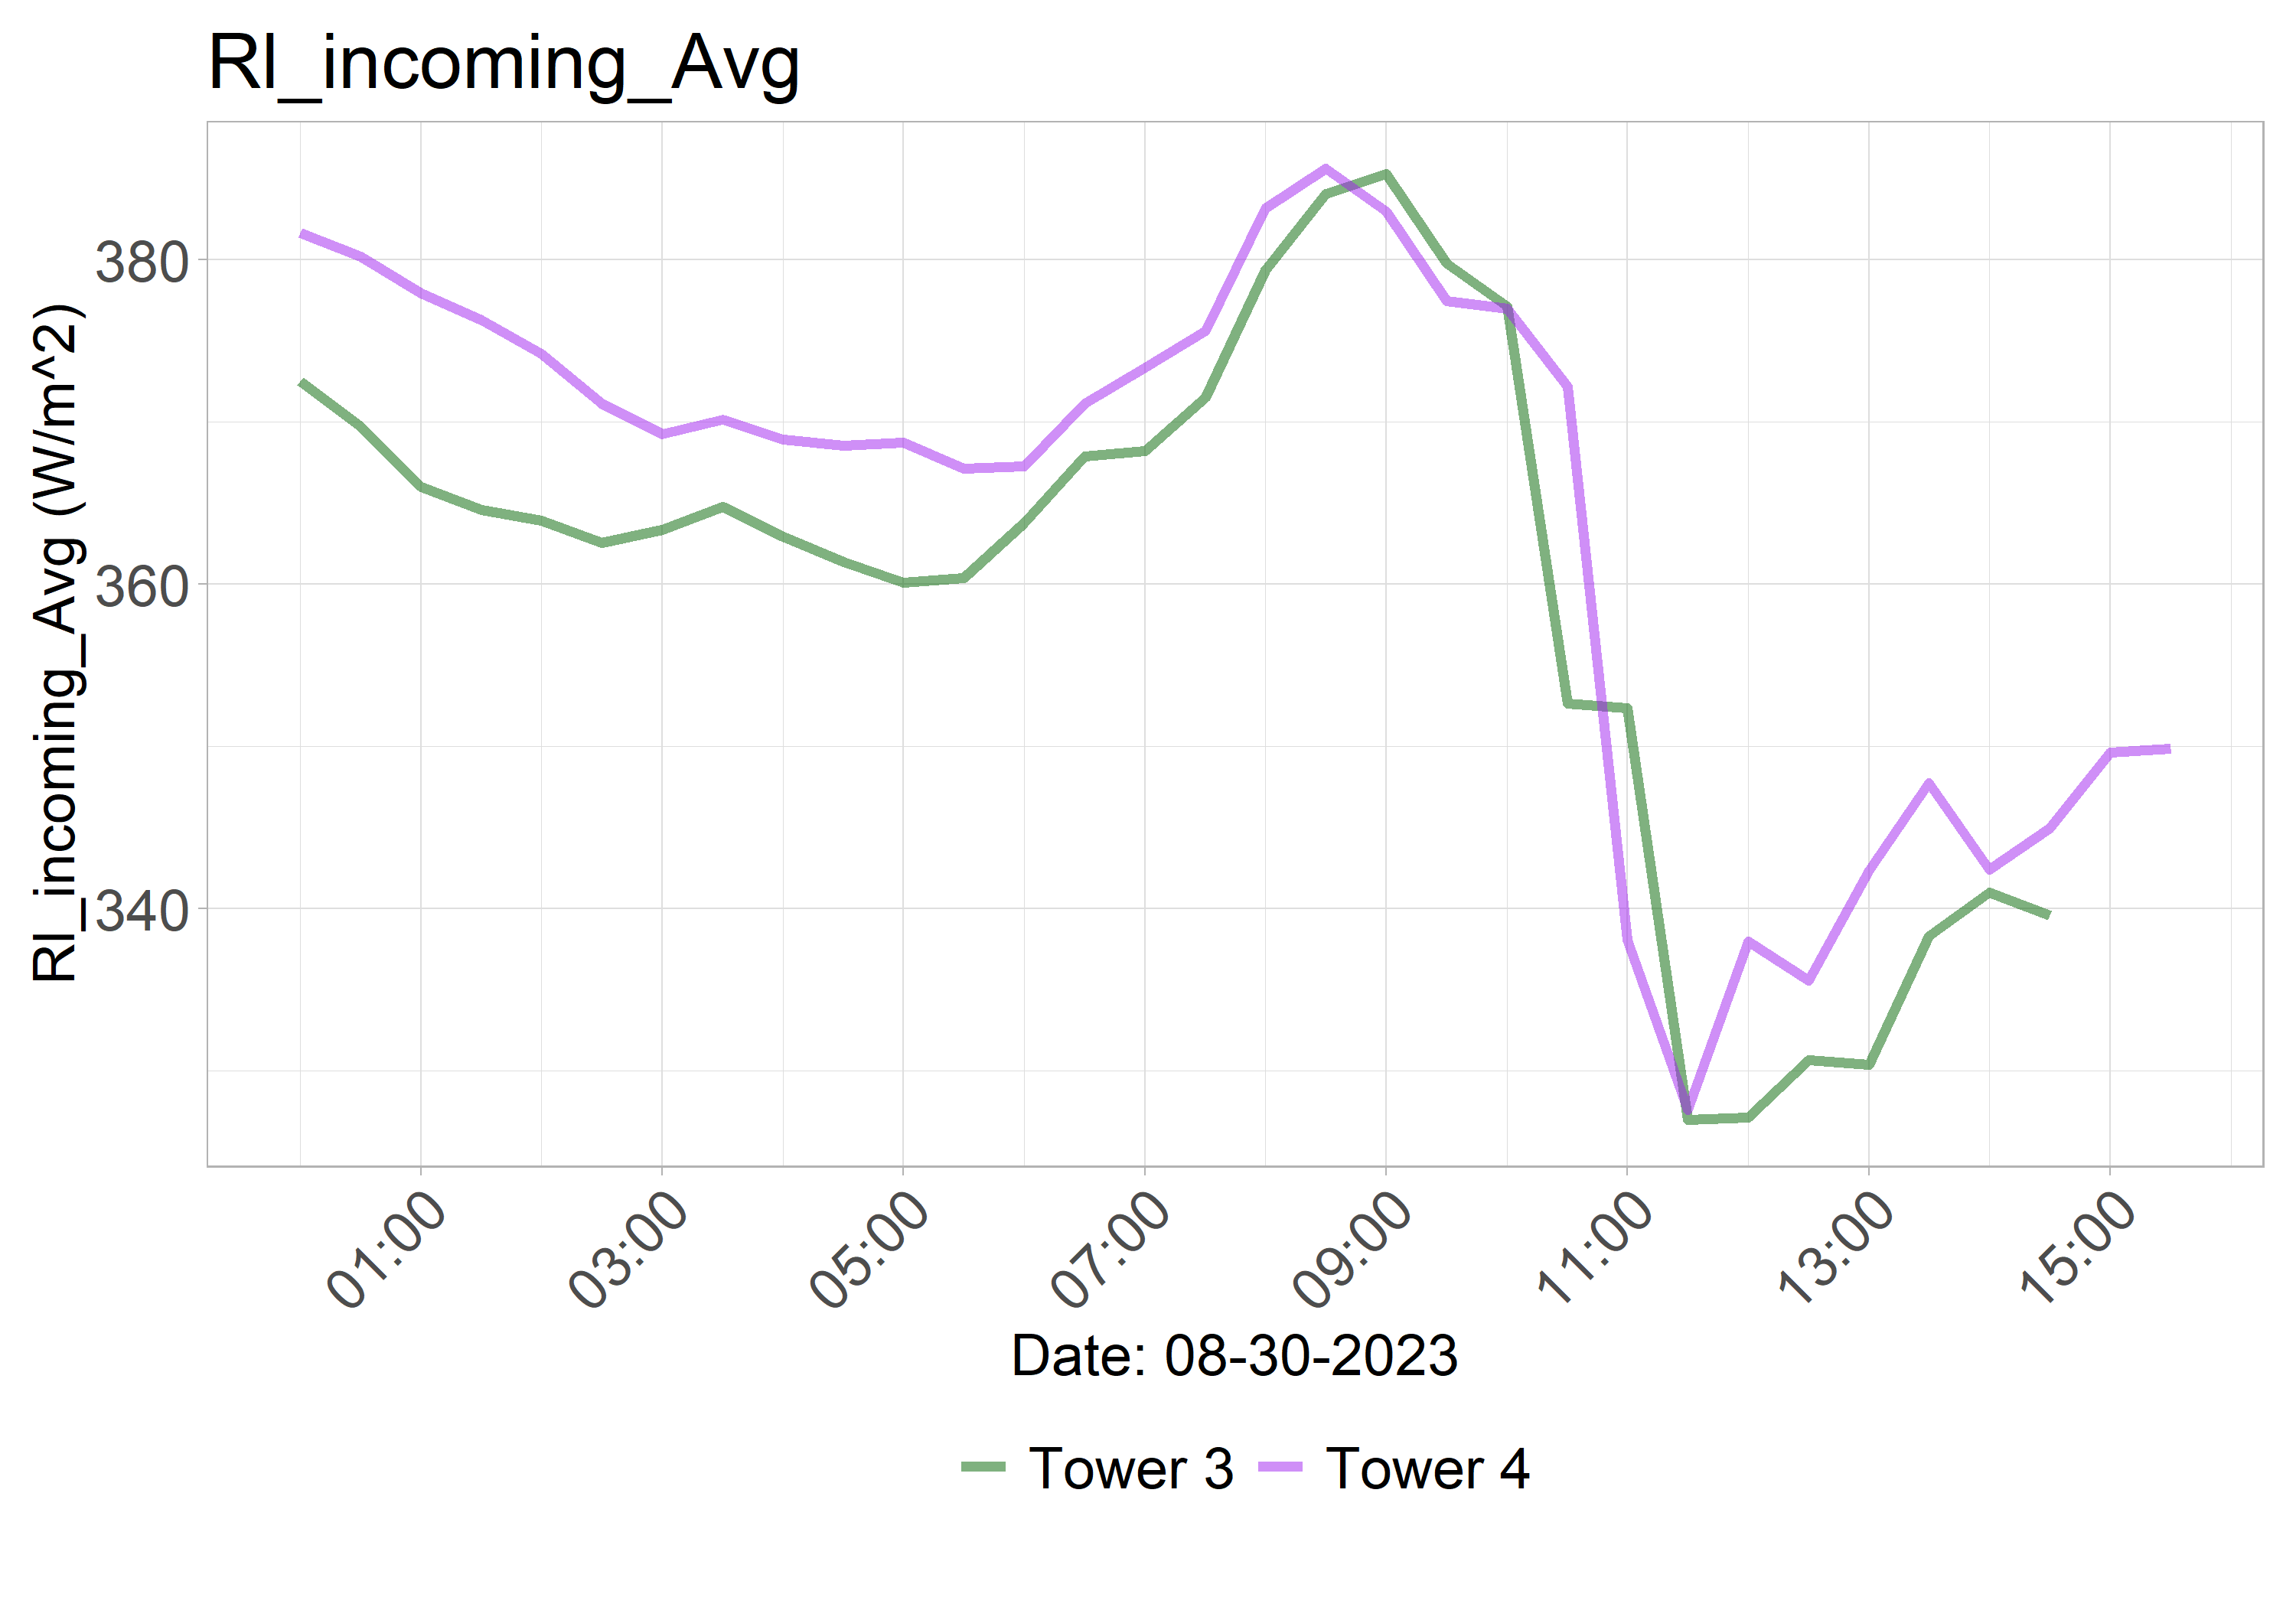 Rl_incoming_Avg
Rl_incoming_Avg (W/m^2)
380
360
340
01:00
03:00
05:00
07:00
09:00
11:00
13:00
15:00
Date: 08-30-2023
Tower 3
Tower 4